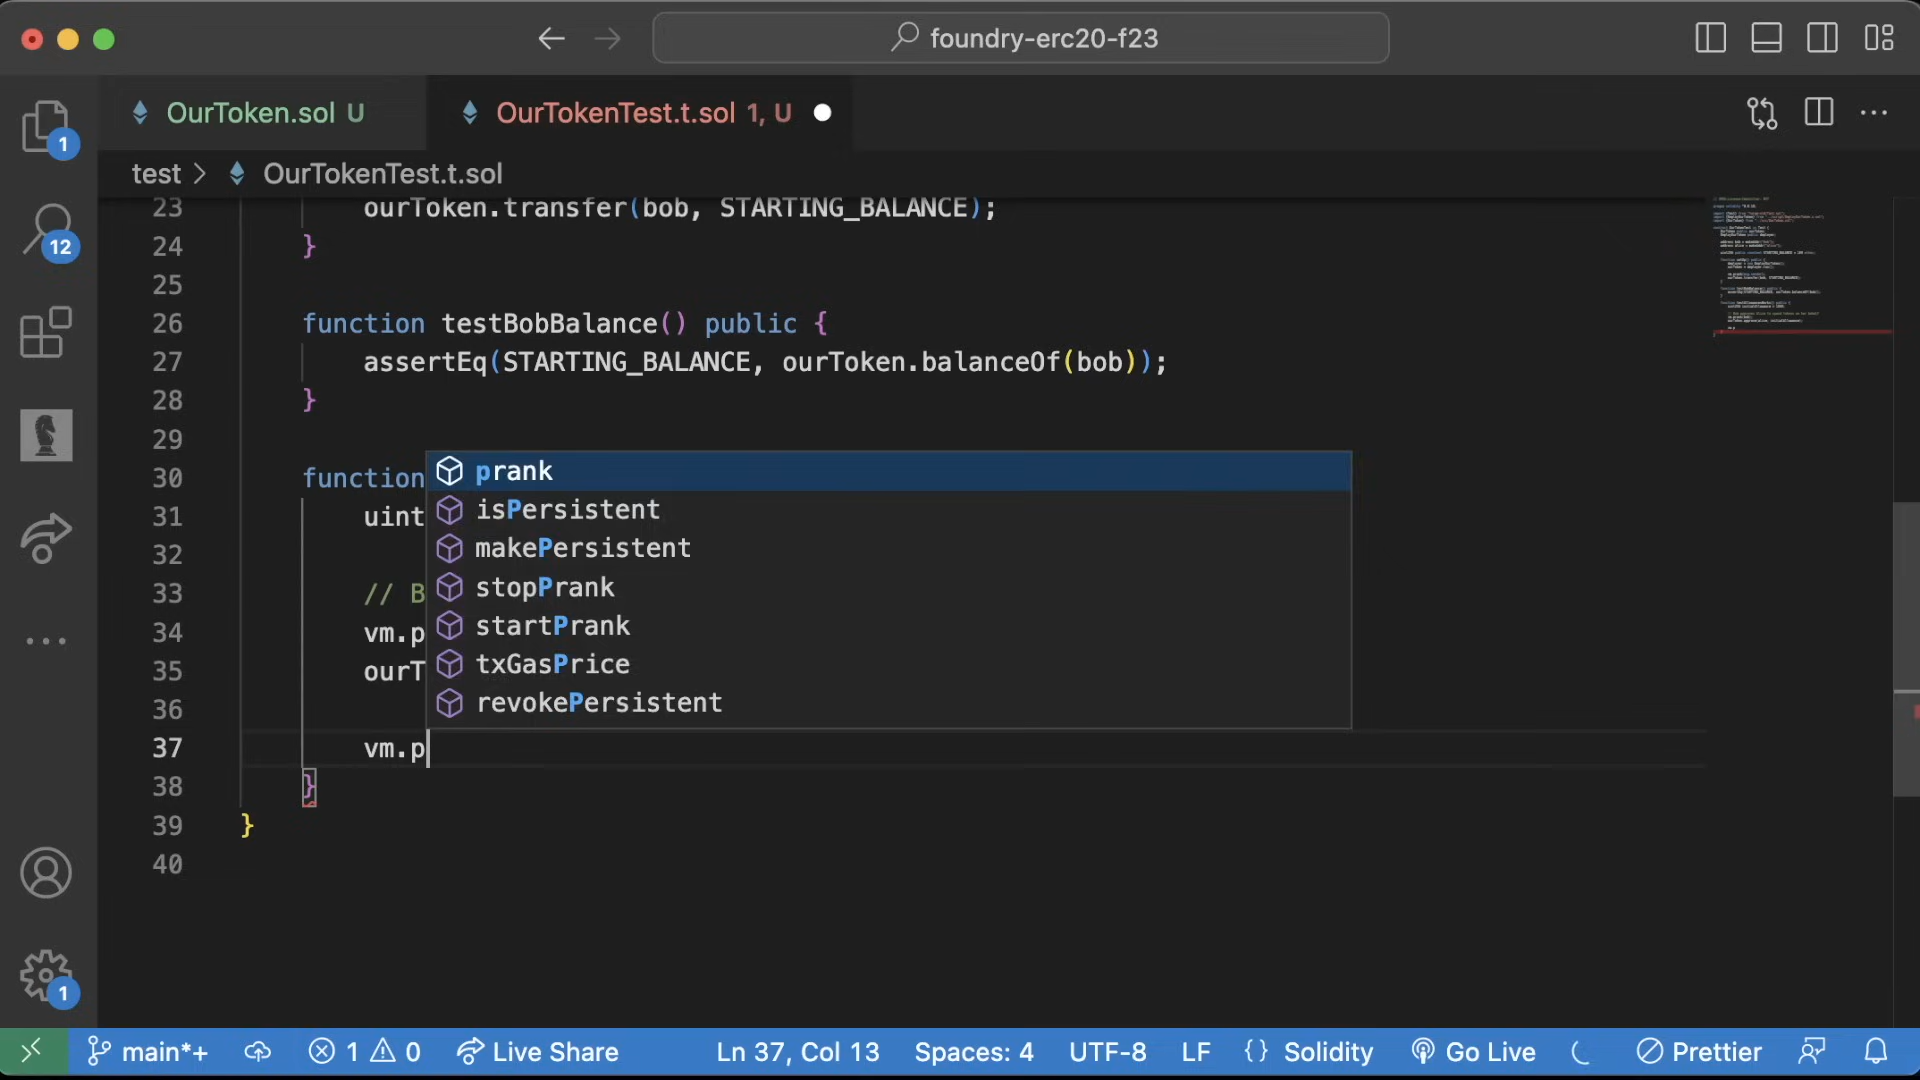 foundry-erc20-f23
OurToken.sol U
OurTokenTest.t.sol 1, U
test > OurTokenTest.t.sol
1
12
1
23 ourToken.transfer(bob, STARTING_BALANCE);
24 }
25
26 function testBobBalance() public {
27 assertEq(STARTING_BALANCE, ourToken.balanceOf(bob));
28 }
29
30 function
31 uint
32
33 // B
34 vm.p
35 ourT
36
37 vm.p
38 }
39 }
40
prank
isPersistent
makePersistent
stopPrank
startPrank
txGasPrice
revokePersistent
main*+ 1 0 Live Share Ln 37, Col 13 Spaces: 4 UTF-8 LF {} Solidity Go Live Prettier